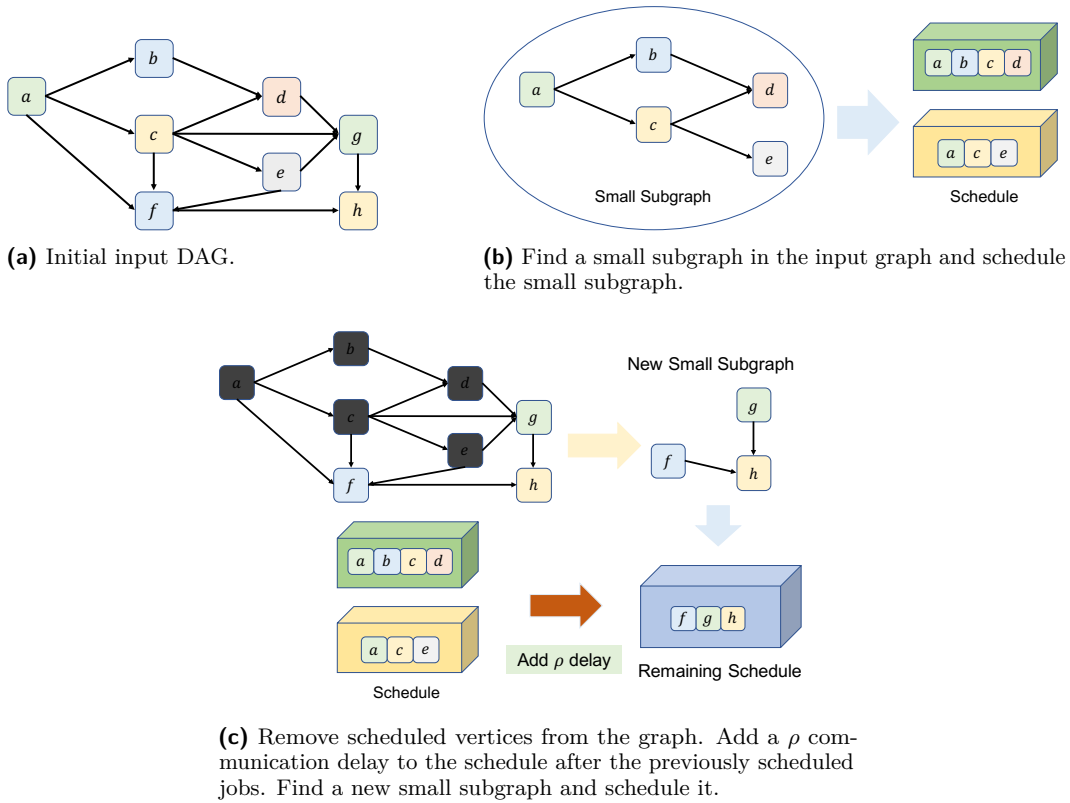 b
a
d
c
g
e
f
h
(a) Initial input DAG.
b
a
d
c
e
Small Subgraph
a b c d
a c e
Schedule
(b) Find a small subgraph in the input graph and schedule
the small subgraph.
b
a
d
c
g
e
f
h
New Small Subgraph
g
f
h
a b c d
a c e
Schedule
Add ρ delay
f g h
Remaining Schedule
(c) Remove scheduled vertices from the graph. Add a ρ com-
munication delay to the schedule after the previously scheduled
jobs. Find a new small subgraph and schedule it.